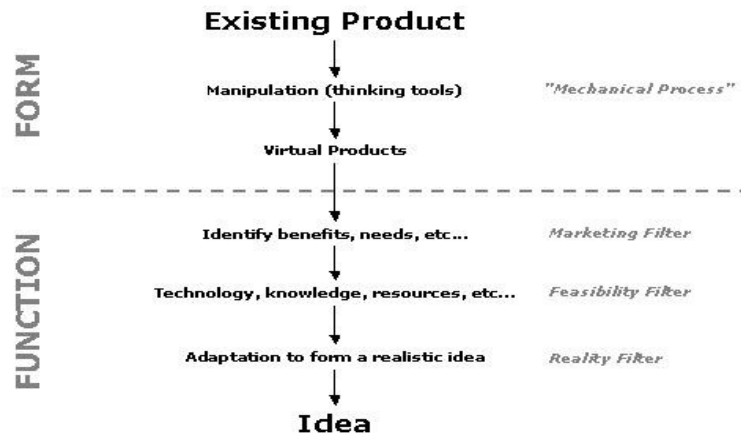 Existing Product
FORM
Manipulation (thinking tools)
"Mechanical Process"
Virtual Products
FUNCTION
Identify benefits, needs, etc...
Marketing Filter
Technology, knowledge, resources, etc...
Feasibility Filter
Adaptation to form a realistic idea
Reality Filter
Idea